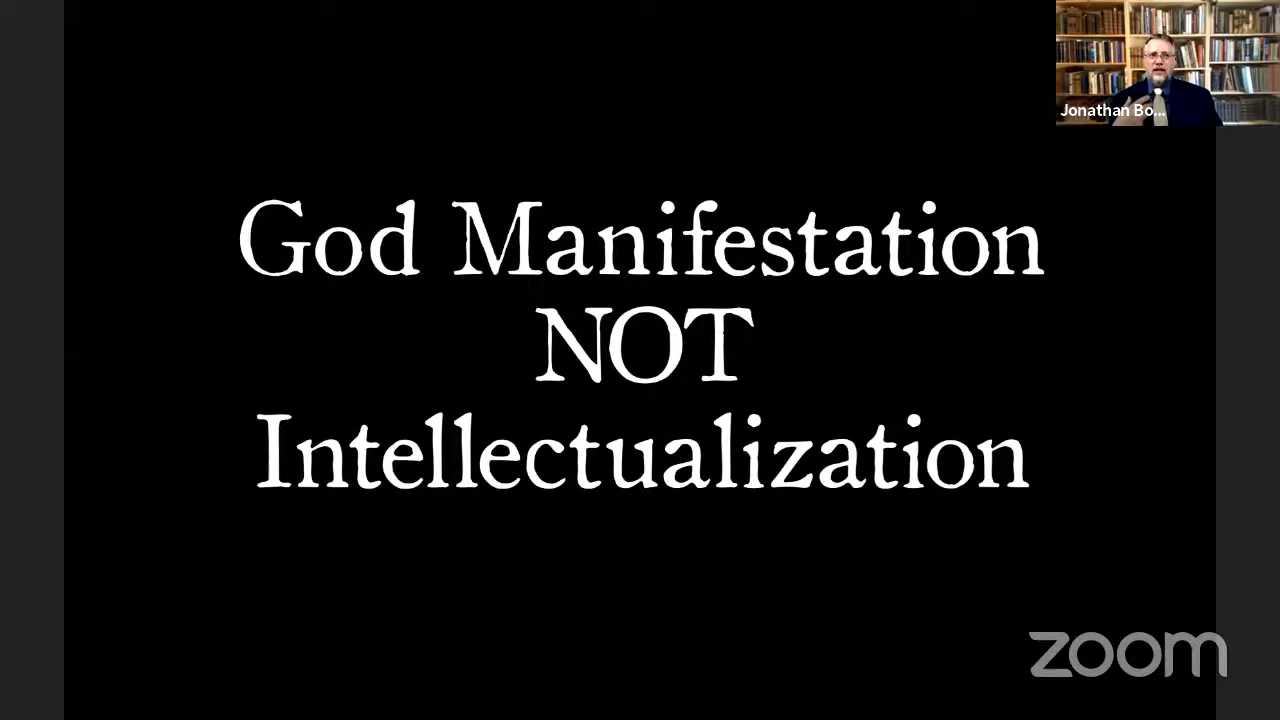 Jonathan Bo...
God Manifestation
NOT
Intellectualization
zoom